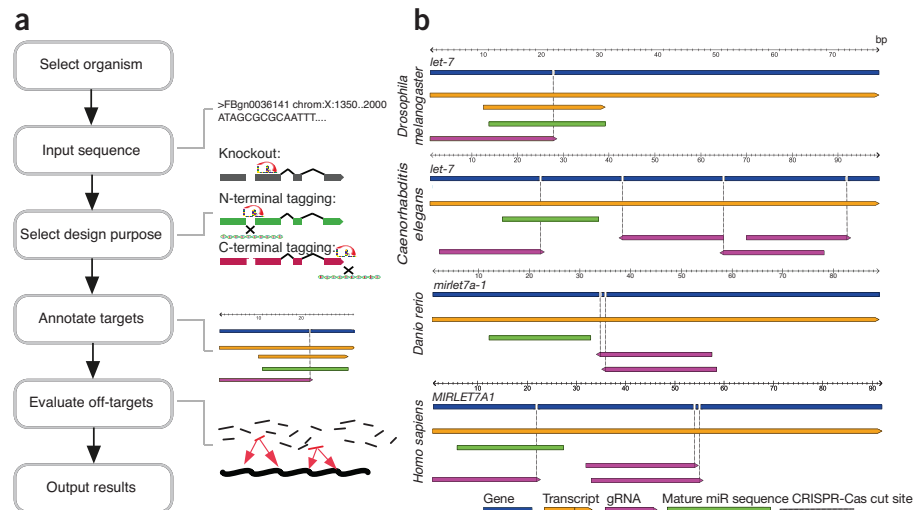 a
Select organism
Input sequence
Select design purpose
Annotate targets
Evaluate off-targets
Output results
>FBgn0036141 chrom:X:1350..2000
ATAGCGCGCAATTT....
Knockout:
N-terminal tagging:
C-terminal tagging:
10 20
b
bp
10 20 30 40 50 60 70
let-7
Drosophila
melanogaster
10 20 30 40 50 60 70 80 90
let-7
Caenorhabditis
elegans
10 20 30 40 50 60 70 80
mirlet7a-1
Danio rerio
10 20 30 40 50 60 70 80 90
MIRLET7A1
Homo sapiens
Gene Transcript gRNA Mature miR sequence CRISPR-Cas cut site